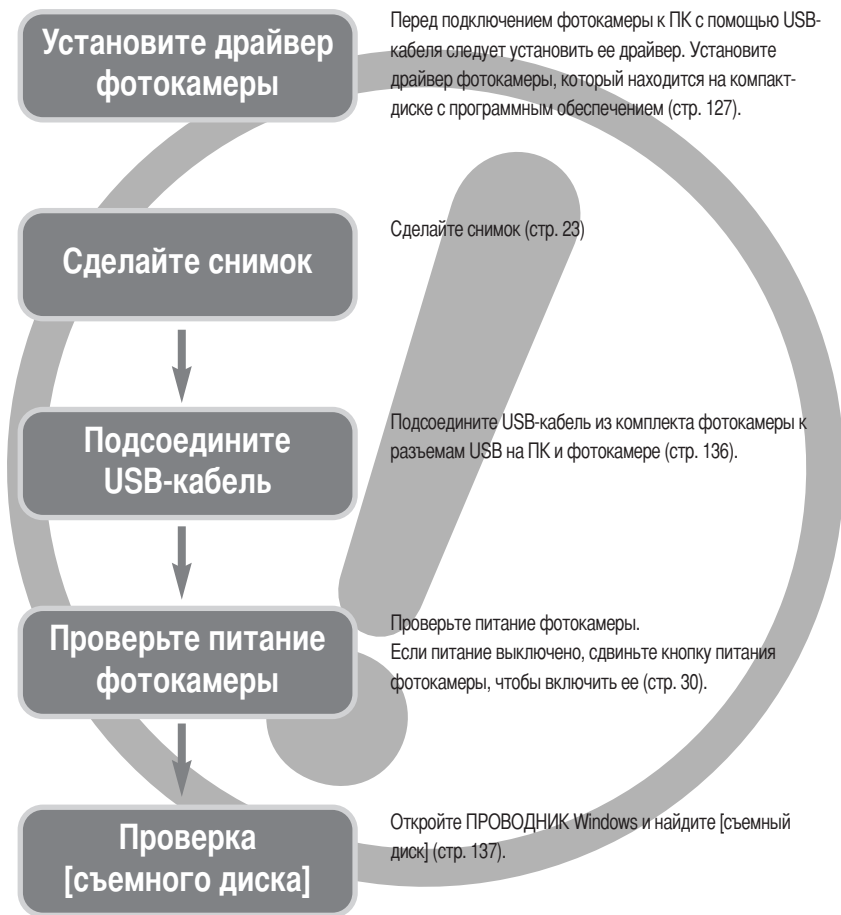 Установите драйвер
фотокамеры
Перед подключением фотокамеры к ПК с помощью USB-
кабеля следует установить ее драйвер. Установите
драйвер фотокамеры, который находится на компакт-
диске с программным обеспечением (стр. 127).
Сделайте снимок
Сделайте снимок (стр. 23)
Подсоедините
USB-кабель
Подсоедините USB-кабель из комплекта фотокамеры к
разъемам USB на ПК и фотокамере (стр. 136).
Проверьте питание
фотокамеры
Проверьте питание фотокамеры.
Если питание выключено, сдвиньте кнопку питания
фотокамеры, чтобы включить ее (стр. 30).
Проверка
[съемного диска]
Откройте ПРОВОДНИК Windows и найдите [съемный
диск] (стр. 137).